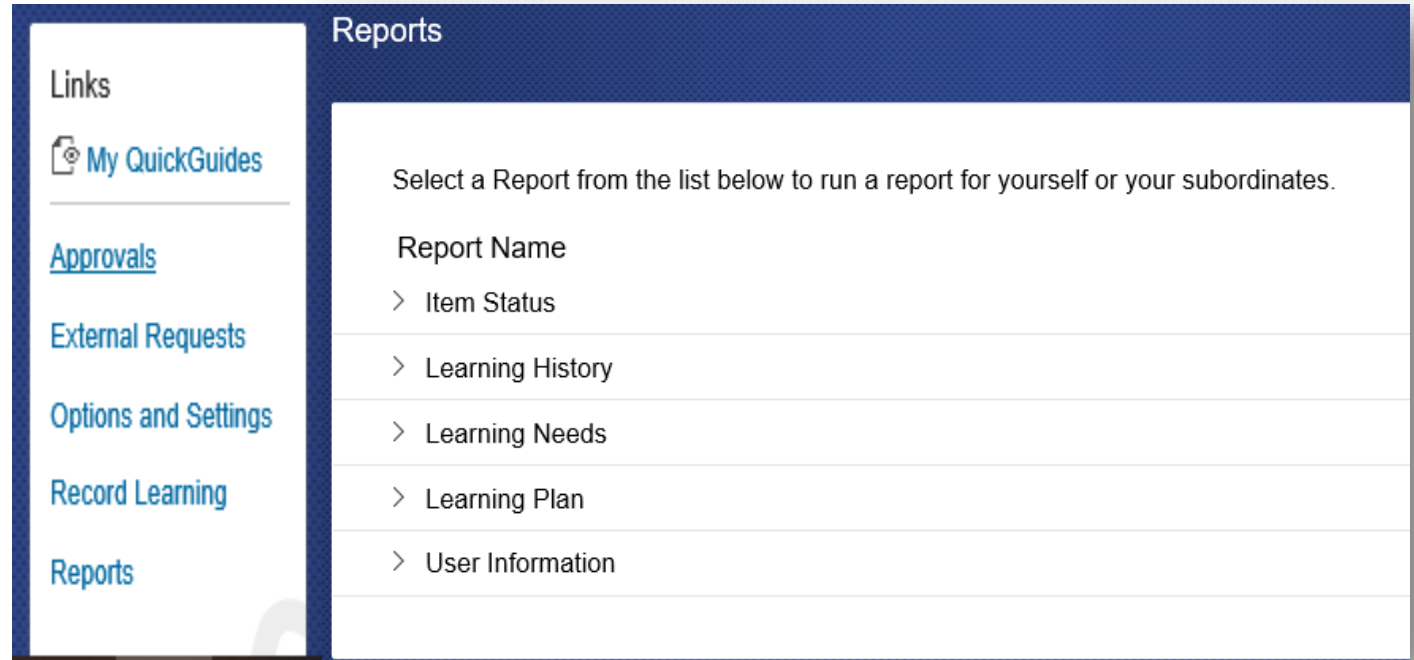 Links
My QuickGuides
Approvals
External Requests
Options and Settings
Record Learning
Reports
Reports
Select a Report from the list below to run a report for yourself or your subordinates.
Report Name
Item Status
Learning History
Learning Needs
Learning Plan
User Information